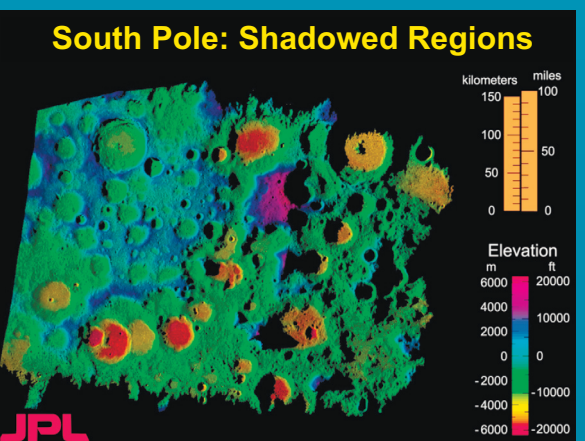 South Pole: Shadowed Regions
kilometers miles
150 100
100
50
50
0 0
Elevation
m ft
6000 20000
4000
2000 10000
0 0
-2000
-4000 -10000
-6000 -20000
JPL